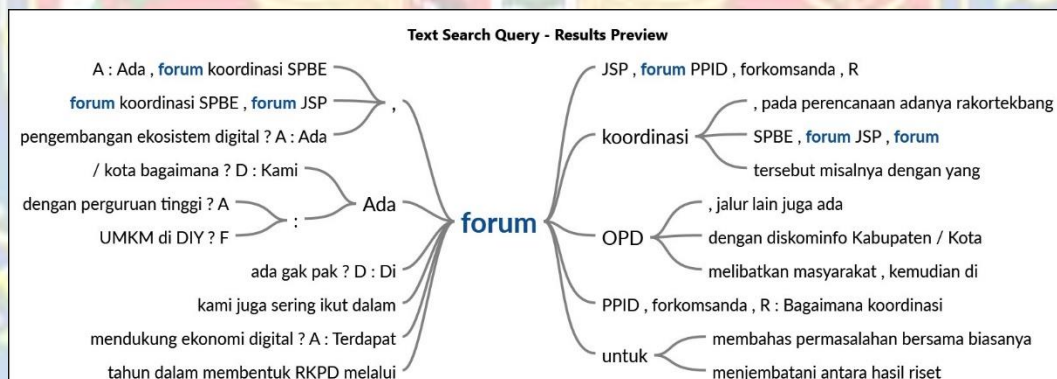 Text Search Query - Results Preview
A : Ada , forum koordinasi SPBE
forum koordinasi SPBE , forum JSP
pengembangan ekosistem digital ? A : Ada
,
/ kota bagaimana ? D : Kami
dengan perguruan tinggi ? A
UMKM di DIY ? F
:
Ada
ada gak pak ? D : Di
kami juga sering ikut dalam
mendukung ekonomi digital ? A : Terdapat
tahun dalam membentuk RKPD melalui
forum
JSP , forum PPID , forkomsanda , R
koordinasi
, pada perencanaan adanya rakortekbang
SPBE , forum JSP , forum
tersebut misalnya dengan yang
OPD
, jalur lain juga ada
dengan diskominfo Kabupaten / Kota
melibatkan masyarakat , kemudian di
PPID , forkomsanda , R : Bagaimana koordinasi
untuk
membahas permasalahan bersama biasanya
menjembatani antara hasil riset